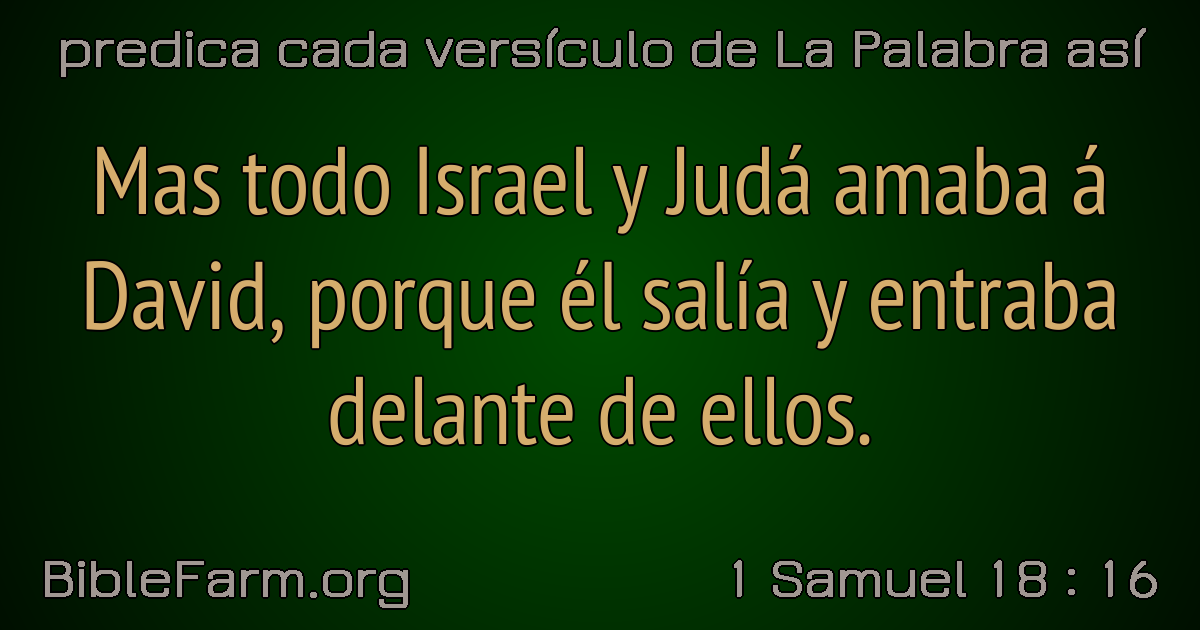 predica cada versículo de La Palabra así
Mas todo Israel y Judá amaba á
David, porque él salía y entraba
delante de ellos.
BibleFarm.org
1 Samuel 18 : 16